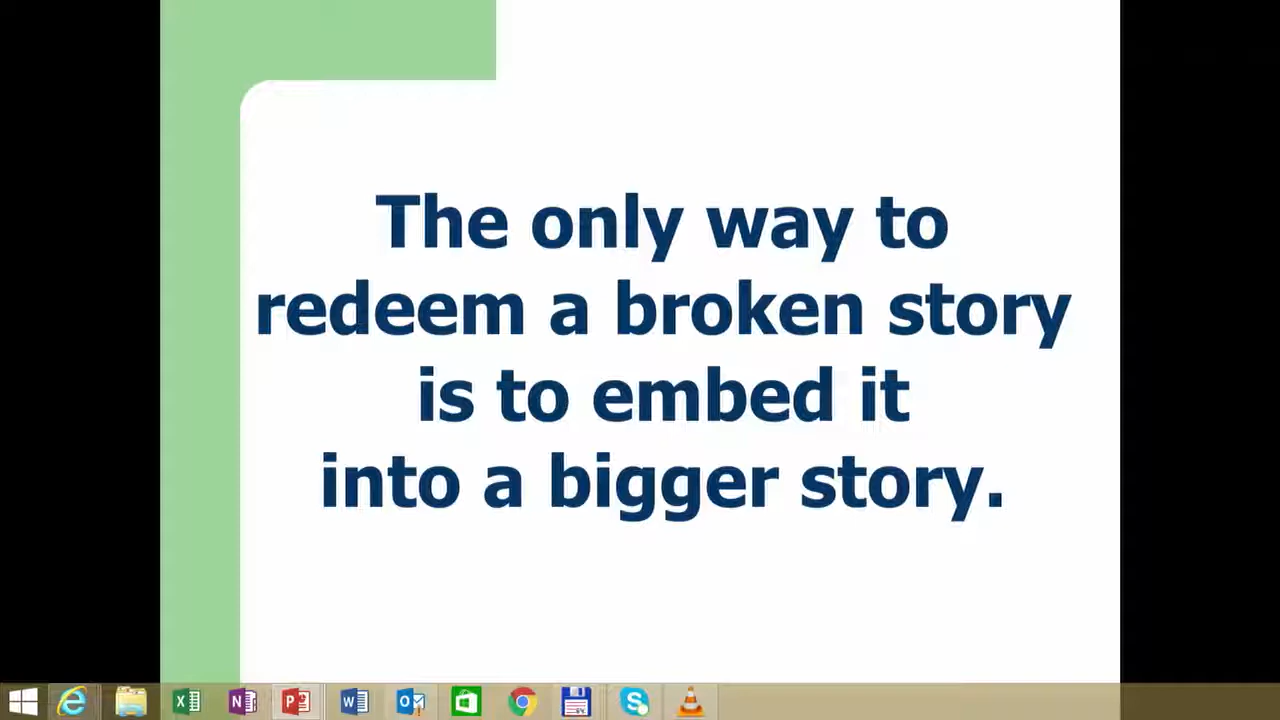 The only way to
redeem a broken story
is to embed it
into a bigger story.